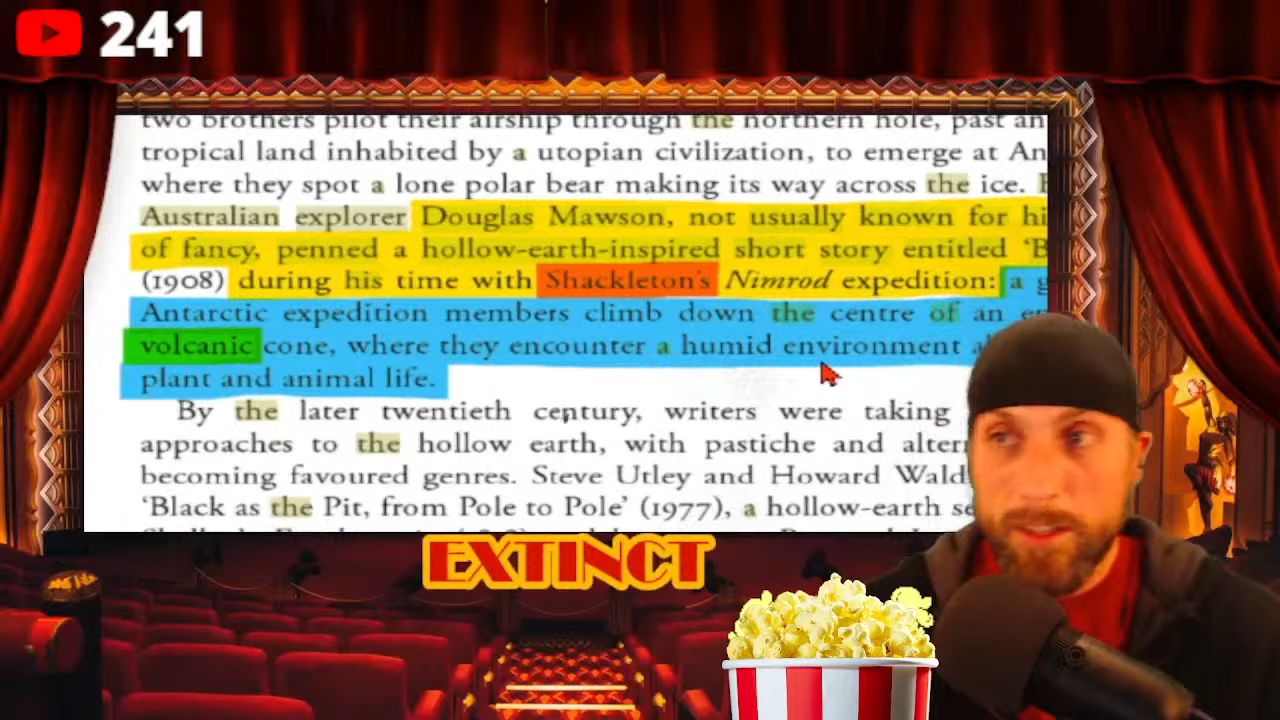 241
two brothers pilot their airship through the northern hole, past an
tropical land inhabited by a utopian civilization, to emerge at An
where they spot a lone polar bear making its way across the ice.
Australian explorer Douglas Mawson, not usually known for hi
of fancy, penned a hollow-earth-inspired short story entitled ‘B
(1908) during his time with Shackleton’s Nimrod expedition: a g
Antarctic expedition members climb down the centre of an
volcanic cone, where they encounter a humid environment
plant and animal life.
By the later twentieth century, writers were taking
approaches to the hollow earth, with pastiche and alter
becoming favoured genres. Steve Utley and Howard Wald
‘Black as the Pit, from Pole to Pole’ (1977), a hollow-earth se
EXTINCT